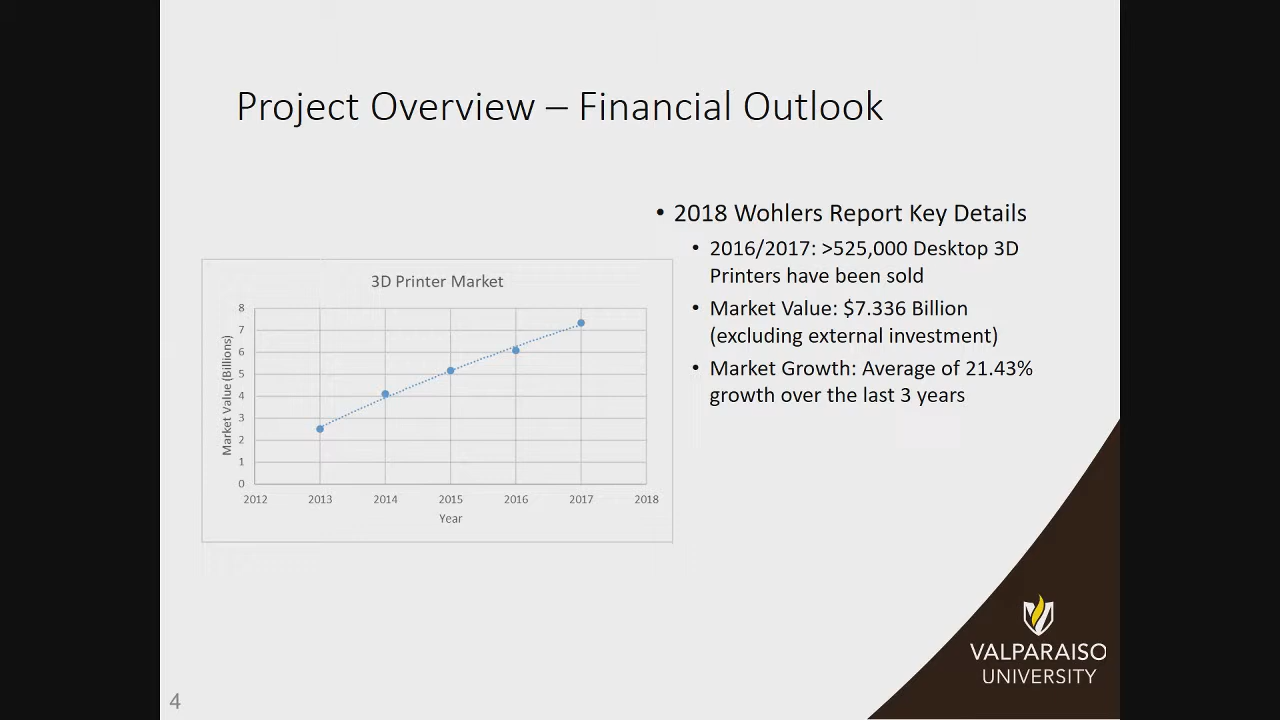 Project Overview – Financial Outlook
• 2018 Wohlers Report Key Details
• 2016/2017: >525,000 Desktop 3D
Printers have been sold
• Market Value: $7.336 Billion
(excluding external investment)
• Market Growth: Average of 21.43%
growth over the last 3 years
3D Printer Market
Market Value (Billions)
8
7
6
5
4
3
2
1
0
2012 2013 2014 2015 2016 2017 2018
Year
VALPARAISO
UNIVERSITY
4